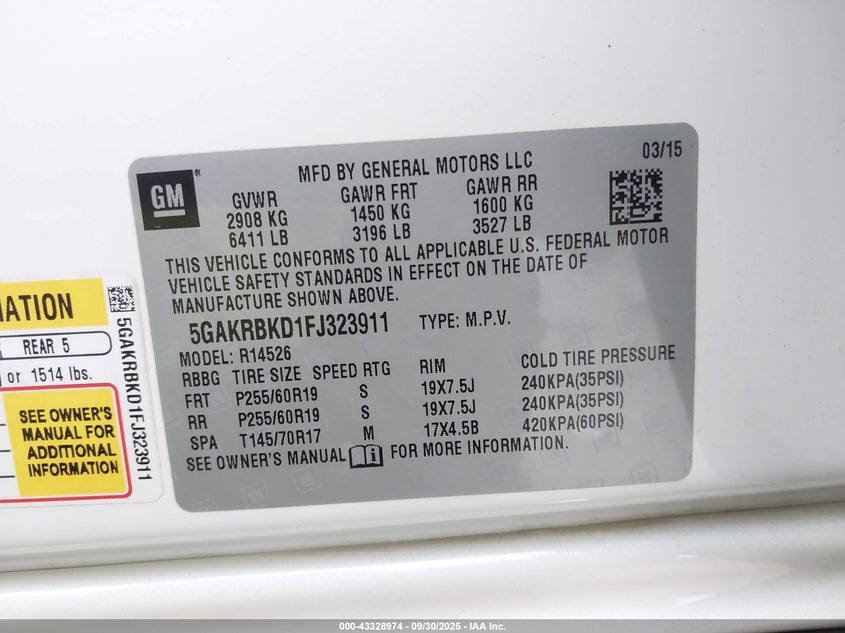 MFD BY GENERAL MOTORS LLC
03/15
GM
®
GVWR GAWR FRT GAWR RR
2908 KG 1450 KG 1600 KG
6411 LB 3196 LB 3527 LB
THIS VEHICLE CONFORMS TO ALL APPLICABLE U.S. FEDERAL MOTOR
VEHICLE SAFETY STANDARDS IN EFFECT ON THE DATE OF
MANUFACTURE SHOWN ABOVE.
5GAKRBKD1FJ323911 TYPE: M.P.V.
MODEL: R14526
RBBG TIRE SIZE SPEED RTG RIM COLD TIRE PRESSURE
FRT P255/60R19 S 19X7.5J 240KPA(35PSI)
RR P255/60R19 S 19X7.5J 240KPA(35PSI)
SPA T145/70R17 M 17X4.5B 420KPA(60PSI)
SEE OWNER'S MANUAL FOR MORE INFORMATION.
REAR 5
or 1514 lbs.
SEE OWNER'S
MANUAL FOR
ADDITIONAL
INFORMATION
5GAKRBKD1FJ323911
000-43328974 - 09/30/2025 - IAA Inc.